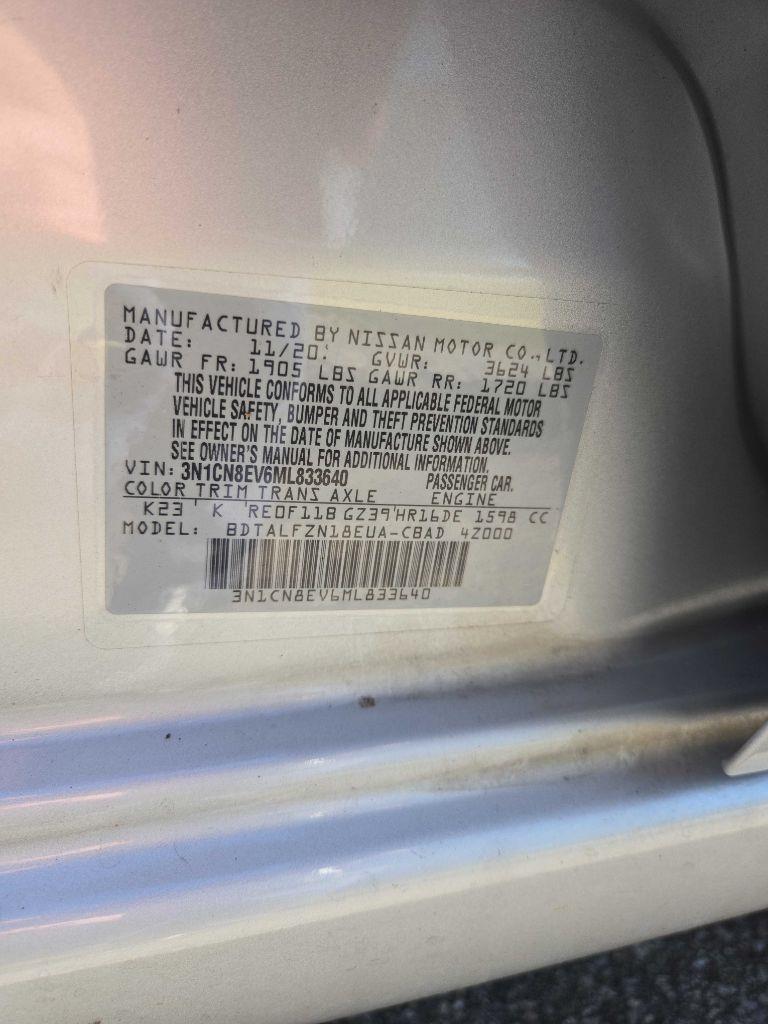 MANUFACTURED BY NISSAN MOTOR CO., LTD.
DATE: 11/20. GVWR: 3624 LBS
GAWR FR: 1905 LBS GAWR RR: 1720 LBS
THIS VEHICLE CONFORMS TO ALL APPLICABLE FEDERAL MOTOR
VEHICLE SAFETY, BUMPER AND THEFT PREVENTION STANDARDS
IN EFFECT ON THE DATE OF MANUFACTURE SHOWN ABOVE.
SEE OWNER'S MANUAL FOR ADDITIONAL INFORMATION.
VIN: 3N1CN8EV6ML833640 PASSENGER CAR.
COLOR TRIM TRANS AXLE ENGINE
K23 K RE0F11B GZ39 HR16DE 1598 CC
MODEL: BDTALFZN18EUA-CBAD 4Z000
3N1CN8EV6ML833640